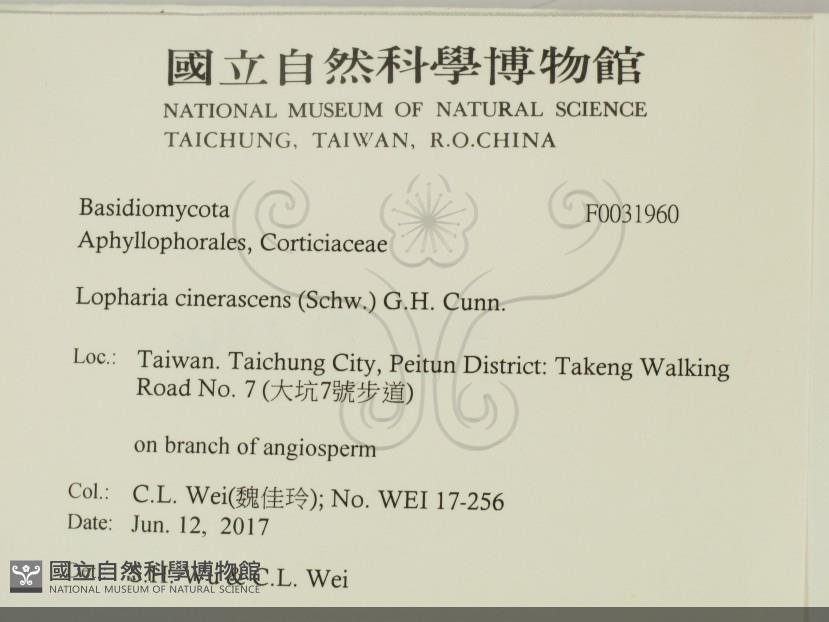 國立自然科學博物館
NATIONAL MUSEUM OF NATURAL SCIENCE
TAICHUNG, TAIWAN, R.O.CHINA
Basidiomycota F0031960
Aphyllophorales, Corticiaceae
Lopharia cinerascens (Schw.) G.H. Cunn.
Loc.: Taiwan. Taichung City, Peitun District: Takeng Walking
Road No. 7 (大坑7號步道)
on branch of angiosperm
Col.: C.L. Wei(魏佳玲); No. WEI 17-256
Date: Jun. 12, 2017
S.H. Wu & C.L. Wei
國立自然科學博物館
NATIONAL MUSEUM OF NATURAL SCIENCE